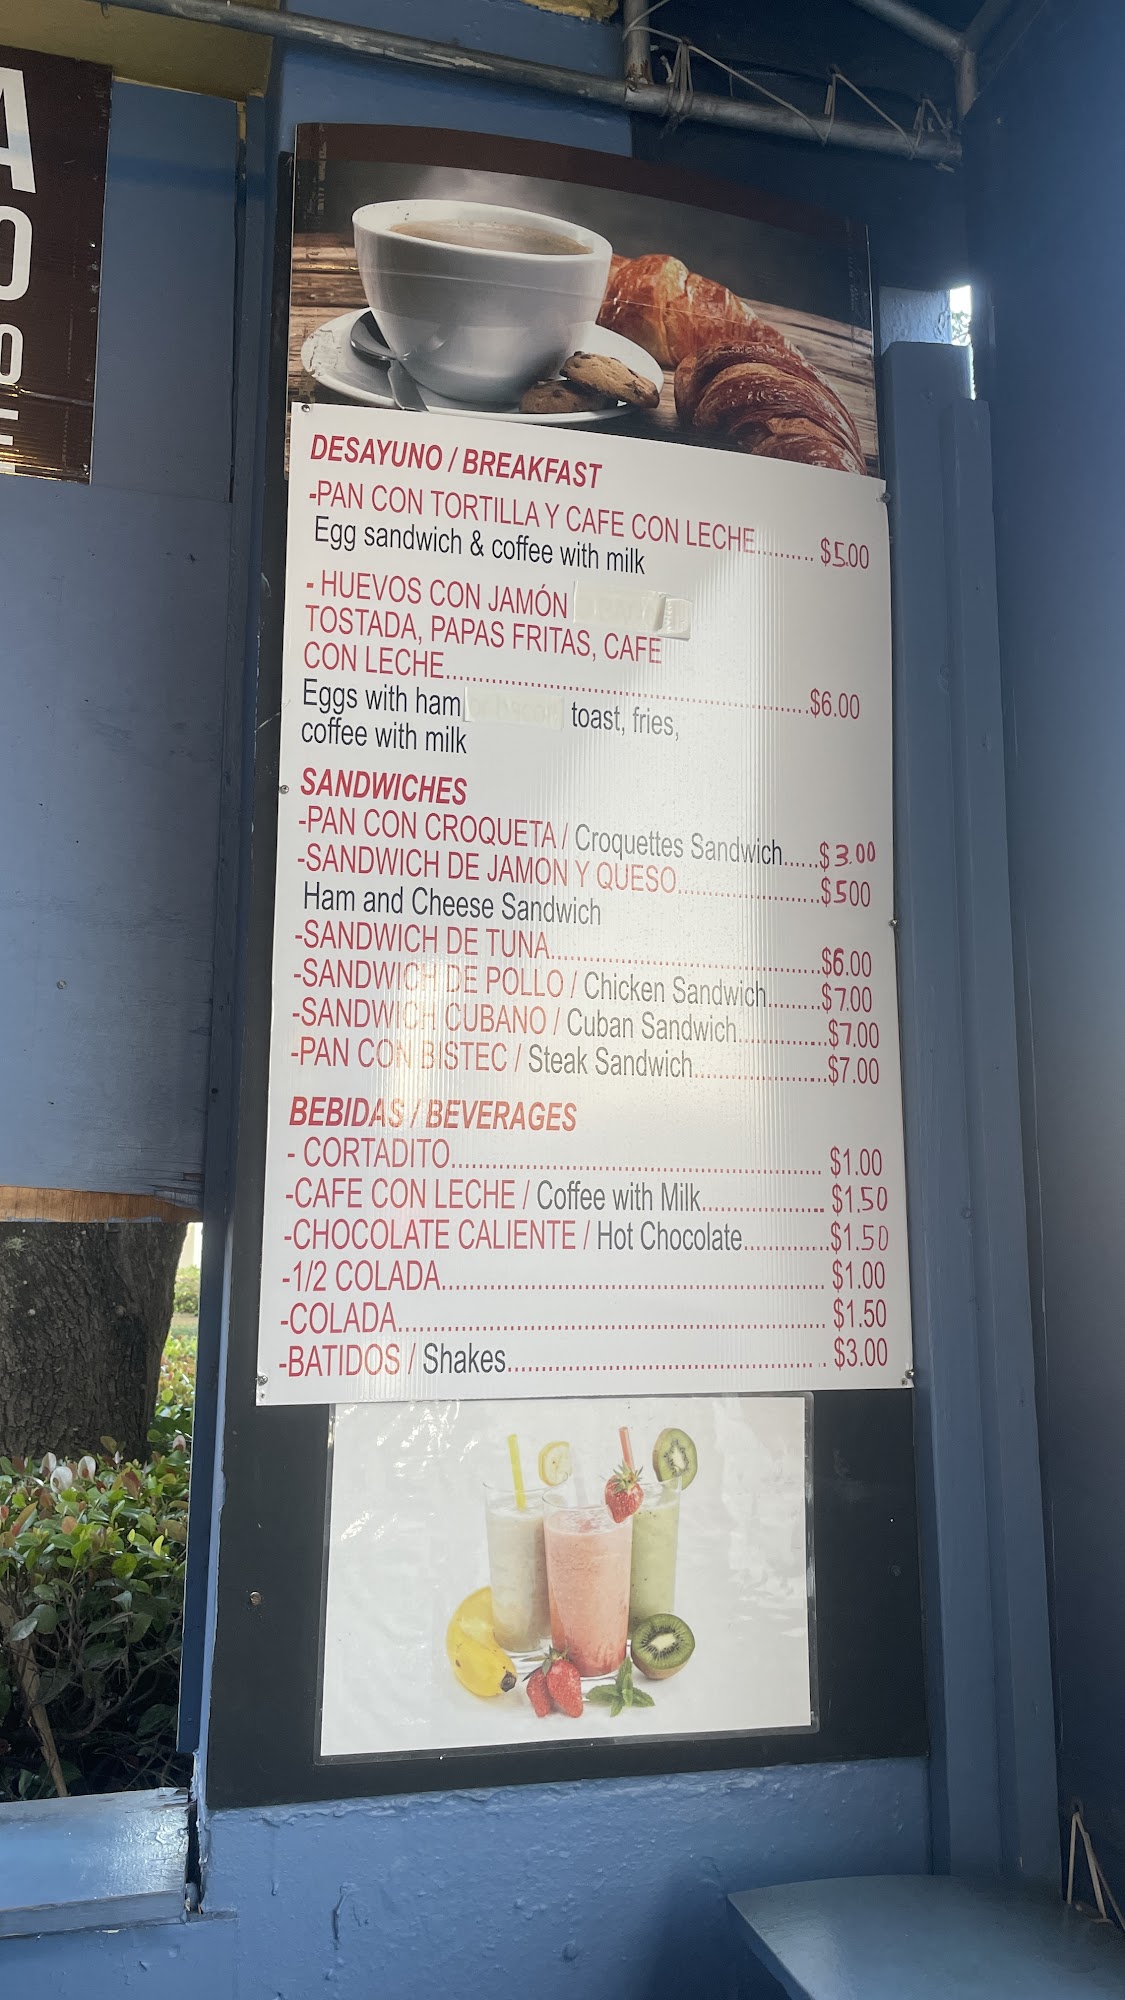 A
O
DESAYUNO / BREAKFAST
-PAN CON TORTILLA Y CAFE CON LECHE.......... $5.00
Egg sandwich & coffee with milk
- HUEVOS CON JAMÓN
TOSTADA, PAPAS FRITAS, CAFE
CON LECHE..............................................................$6.00
Eggs with ham or bacon toast, fries,
coffee with milk
SANDWICHES
-PAN CON CROQUETA / Croquettes Sandwich......$3.00
-SANDWICH DE JAMON Y QUESO........................$500
Ham and Cheese Sandwich
-SANDWICH DE TUNA..............................................$6.00
-SANDWICH DE POLLO / Chicken Sandwich.........$7.00
-SANDWICH CUBANO / Cuban Sandwich...............$7.00
-PAN CON BISTEC / Steak Sandwich.......................$7.00
BEBIDAS / BEVERAGES
- CORTADITO.............................................................. $1.00
-CAFE CON LECHE / Coffee with Milk..................... $1.50
-CHOCOLATE CALIENTE / Hot Chocolate..............$1.50
-1/2 COLADA................................................................ $1.00
-COLADA....................................................................... $1.50
-BATIDOS / Shakes.................................................... $3.00